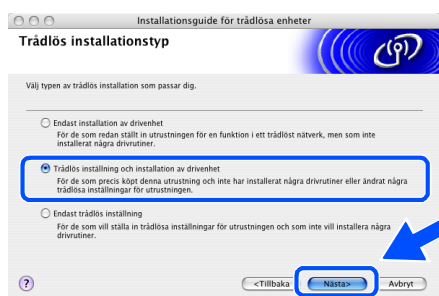 Installationsguide för trådlösa enheter
Trådlös installationstyp
Välj typen av trådlös installation som passar dig.
Endast installation av drivenhet
För de som redan ställt in utrustningen för en funktion i ett trådlöst nätverk, men som inte
installerat några drivrutiner.
Trådlös inställning och installation av drivenhet
För de som precis köpt denna utrustning och inte har installerat några drivrutiner eller ändrat några
trådlösa inställningar för utrustningen.
Endast trådlös inställning
För de som vill ställa in trådlösa inställningar för utrustningen och som inte vill installera några
drivrutiner.
? <Tillbaka Nästa> Avbryt